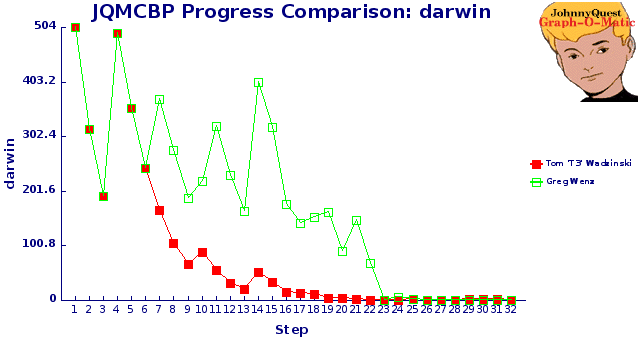 JQMCBP Progress Comparison: darwin
JohnnyQuest
Graph-O-Matic
504
403.2
302.4
201.6
100.8
0
darwin
1 2 3 4 5 6 7 8 9 10 11 12 13 14 15 16 17 18 19 20 21 22 23 24 25 26 27 28 29 30 31 32
Step
Tom 'T3' Wadzinski
Greg Wenz